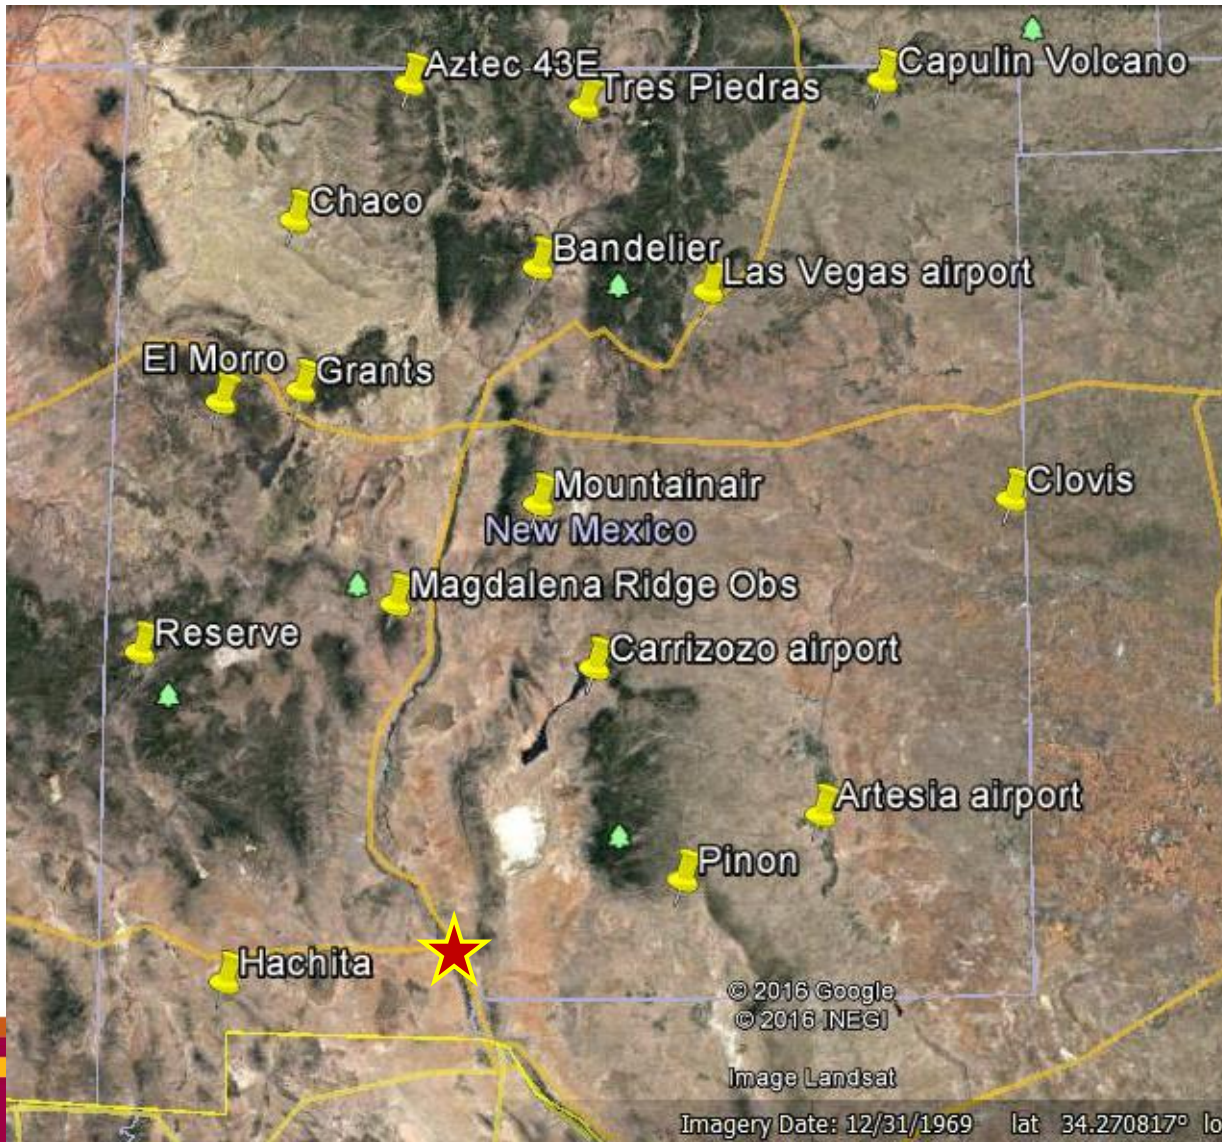 Aztec 43E
Capulin Volcano
Tres Piedras
Chaco
Bandelier
Las Vegas airport
El Morro
Grants
Mountainair
Clovis
New Mexico
Magdalena Ridge Obs
Reserve
Carrizozo airport
Artesia airport
Pinon
Hachita
© 2016 Google
© 2016 INEGI
Image Landsat
Imagery Date: 12/31/1969 lat 34.270817° lo